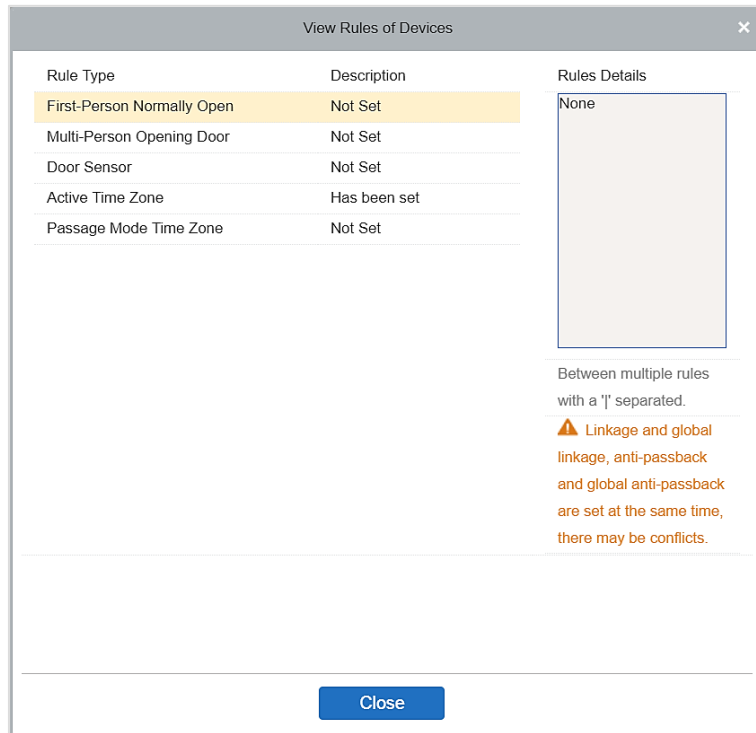 View Rules of Devices ×
Rule Type Description Rules Details
First-Person Normally Open Not Set None
Multi-Person Opening Door Not Set
Door Sensor Not Set
Active Time Zone Has been set
Passage Mode Time Zone Not Set
Between multiple rules
with a '|' separated.
Linkage and global
linkage, anti-passback
and global anti-passback
are set at the same time,
there may be conflicts.
Close